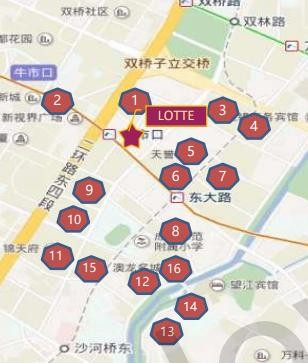 双桥社区
双桥路
双林路
都花园
双桥子立交桥
牛市口
新城
2
1
3
LOTTE
4
新视界广场
市口
务宾馆
天誉
5
6
7
二环路东四段
9
东大路
10
8
附属小学
锦天府
11
15
澳龙名城
16
12
望江宾馆
14
13
沙河桥东
万科